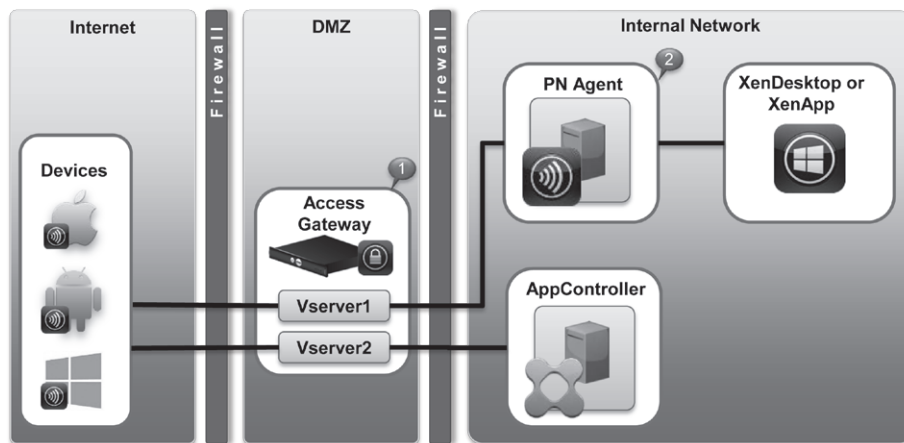 Internet
Firewall
DMZ
Firewall
Internal Network
Devices
1
Access
Gateway
Vserver1
Vserver2
2
PN Agent
XenDesktop or
XenApp
AppController